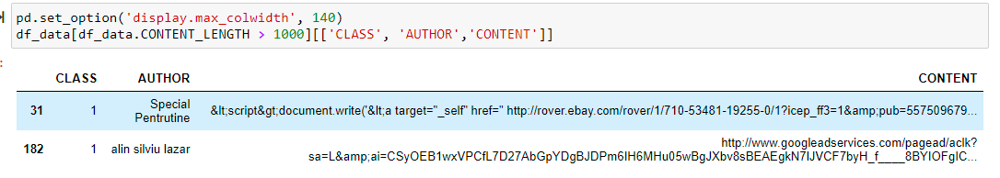 pd.set_option('display.max_colwidth', 140)
df_data[df_data.CONTENT_LENGTH > 1000][['CLASS', 'AUTHOR','CONTENT']]
CLASS AUTHOR CONTENT
31 1 Special Pentrutine &lt;script&gt;document.write('&lt;a target="_self" href=" http://rover.ebay.com/rover/1/710-53481-19255-0/1?icep_ff3=1&amp;pub=557509679...
182 1 alin silviu lazar http://www.googleadservices.com/pagead/aclk?
sa=L&amp;ai=CSyOEB1wxVPCfL7D27AbGpYDgBJDPm6IH6MHu05wBgJXbv8sBEAEgkN7IJVCF7byH_f____8BYIOFgIC...